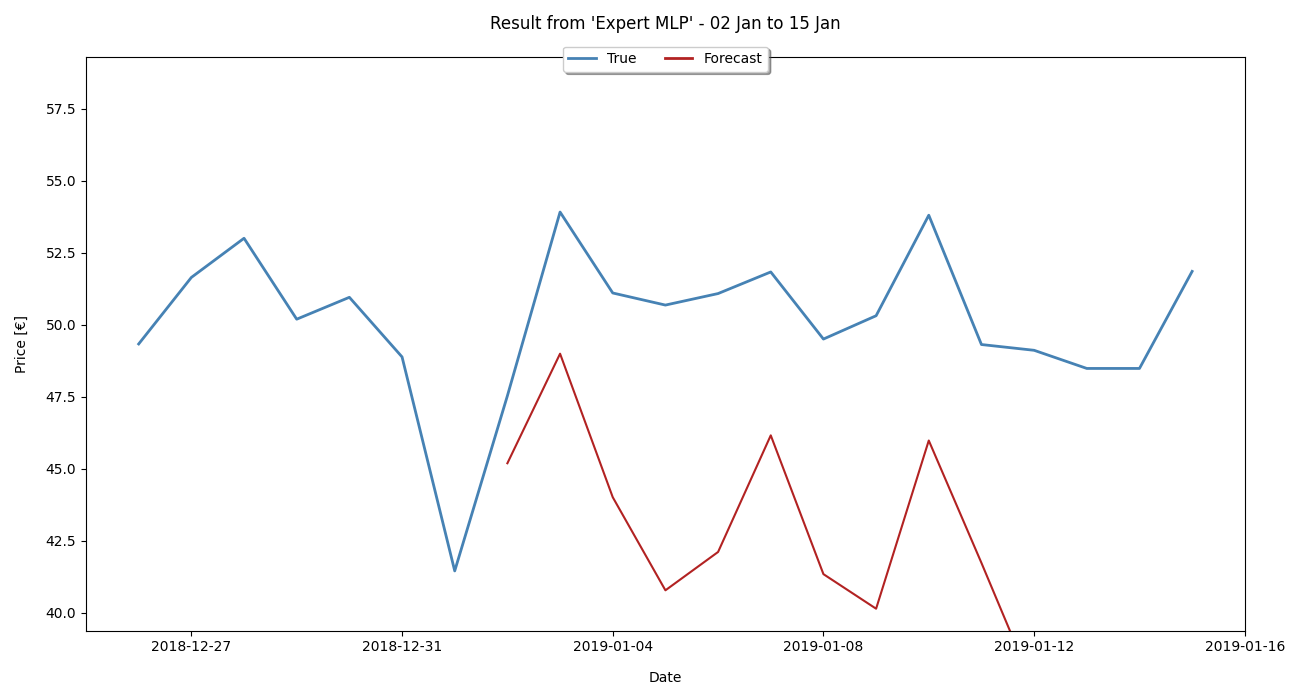 Result from 'Expert MLP' - 02 Jan to 15 Jan
True Forecast
57.5
55.0
52.5
50.0
47.5
45.0
42.5
40.0
Price [€]
2018-12-27 2018-12-31 2019-01-04 2019-01-08 2019-01-12 2019-01-16
Date